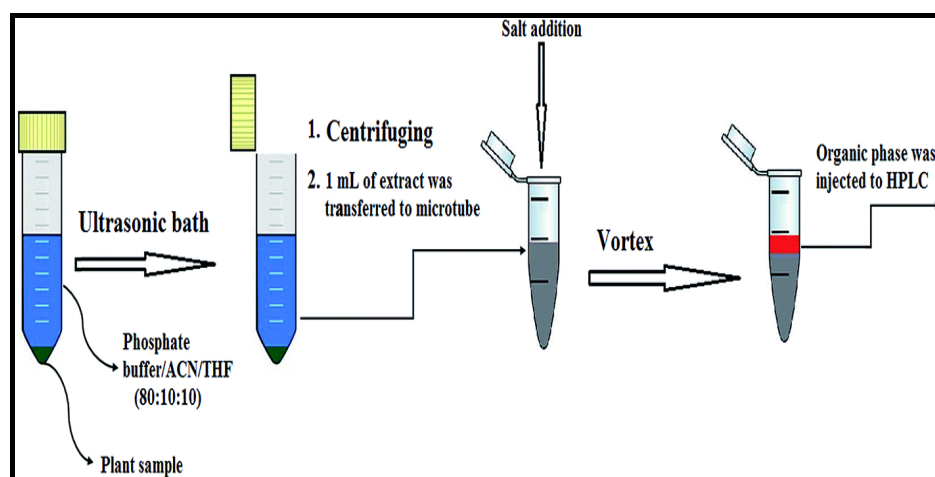 Salt addition
1. Centrifuging
2. 1 mL of extract was
transferred to microtube
Ultrasonic bath
Organic phase was
injected to HPLC
Vortex
Phosphate
buffer/ACN/THF
(80:10:10)
Plant sample